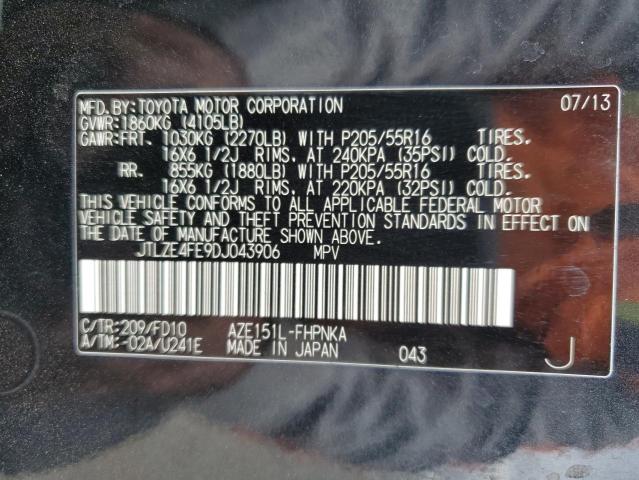 MFD.BY:TOYOTA MOTOR CORPORATION 07/13
GVWR:1860KG (4105LB)
GAWR:FRT. 1030KG (2270LB) WITH P205/55R16 TIRES.
16X6 1/2J RIMS. AT 240KPA (35PSI) COLD.
RR. 855KG (1880LB) WITH P205/55R16 TIRES.
16X6 1/2J RIMS. AT 220KPA (32PSI) COLD.
THIS VEHICLE CONFORMS TO ALL APPLICABLE FEDERAL MOTOR
VEHICLE SAFETY AND THEFT PREVENTION STANDARDS IN EFFECT ON
THE DATE OF MANUFACTURE SHOWN ABOVE.
JTLZE4FE9DJ043906 MPV
C/TR:209/FD10 AZE151L-FHPNKA
A/TM:-02A/U241E MADE IN JAPAN 043 J